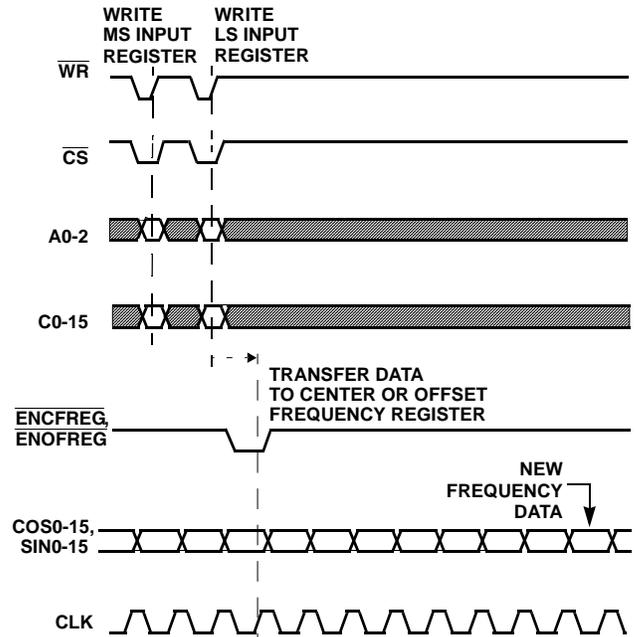 WRITE
MS INPUT
REGISTER
WRITE
LS INPUT
REGISTER
WR
CS
A0-2
C0-15
TRANSFER DATA
TO CENTER OR OFFSET
FREQUENCY REGISTER
ENCFREG,
ENOFREG
NEW
FREQUENCY
DATA
COS0-15,
SIN0-15
CLK